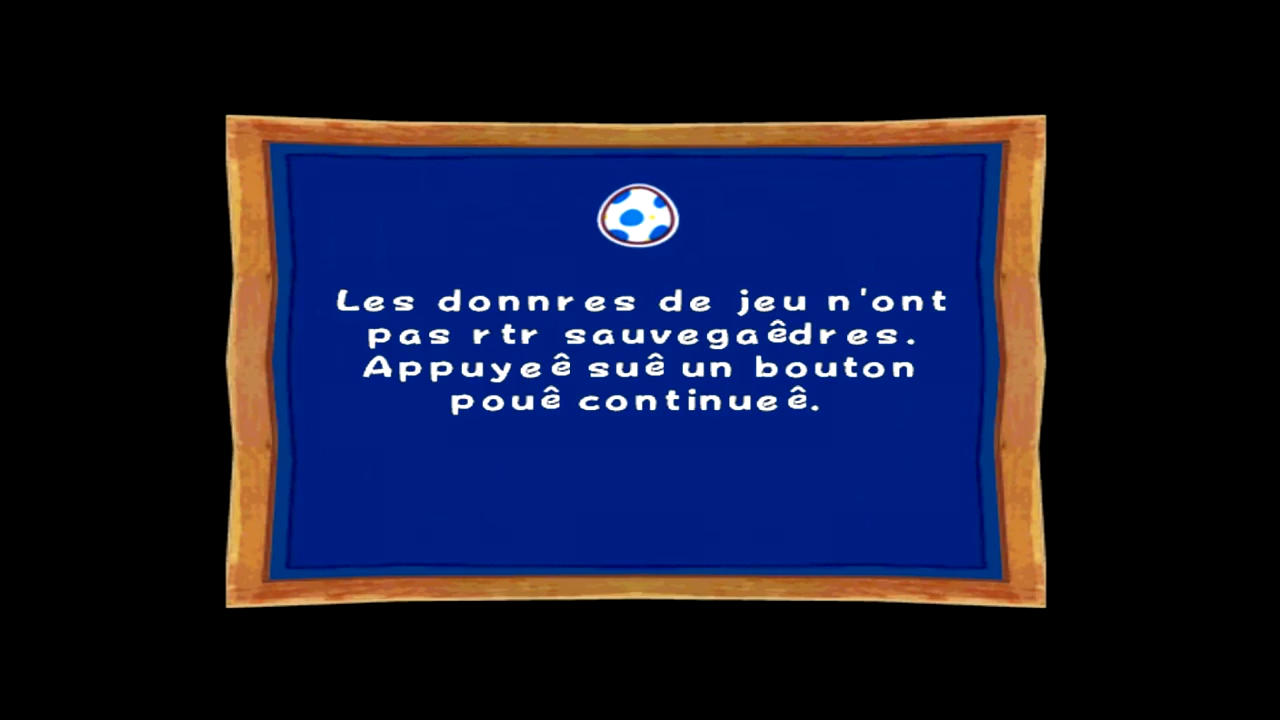 Les donnres de jeu n'ont
pas rtr sauvegaêdres.
Appuyeê suê un bouton
pouê continueê.